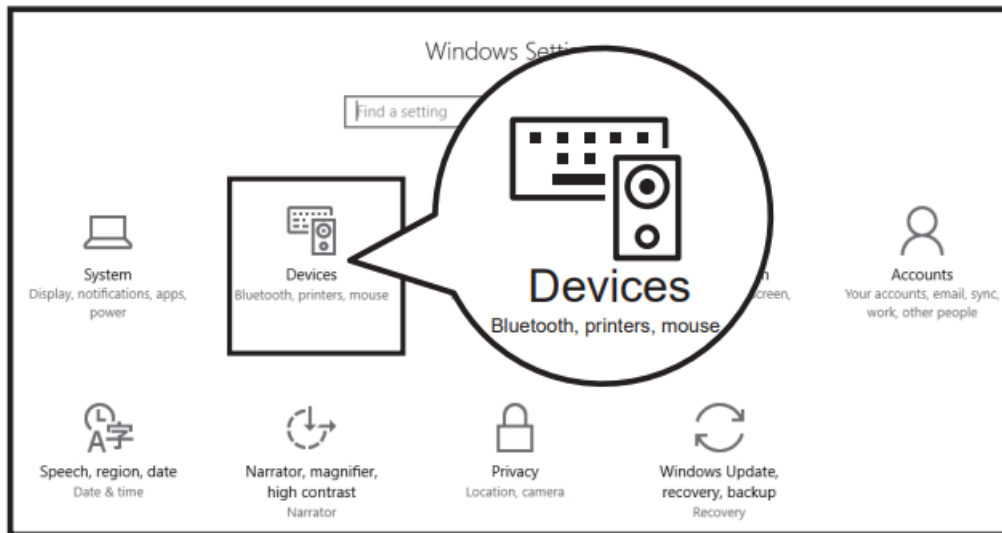 Windows Setti
Find a setting
Devices
Bluetooth, printers, mouse
System
Display, notifications, apps,
power
Devices
Bluetooth, printers, mouse
Accounts
Your accounts, email, sync,
work, other people
Speech, region, date
Date & time
Narrator, magnifier,
high contrast
Narrator
Privacy
Location, camera
Windows Update,
recovery, backup
Recovery